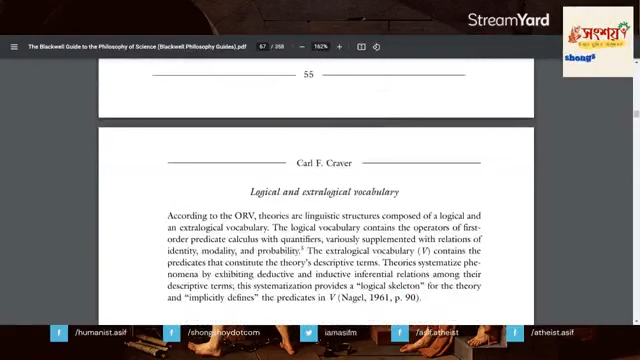 StreamYard
The Blackwell Guide to the Philosophy of Science (Blackwell Philosophy Guides).pdf
67 / 358
162%
সংশয়
shongs
55
Carl F. Craver
Logical and extralogical vocabulary
According to the ORV, theories are linguistic structures composed of a logical and
an extralogical vocabulary. The logical vocabulary contains the operators of first-
order predicate calculus with quantifiers, variously supplemented with relations of
identity, modality, and probability.5 The extralogical vocabulary (V) contains the
predicates that constitute the theory's descriptive terms. Theories systematize phe-
nomena by exhibiting deductive and inductive inferential relations among their
descriptive terms; this systematization provides a "logical skeleton" for the theory
and "implicitly defines" the predicates in V (Nagel, 1961, p. 90).
/humanist.asif
/shongshoydotcom
iamasifm
/asif.atheist
/atheist.asif